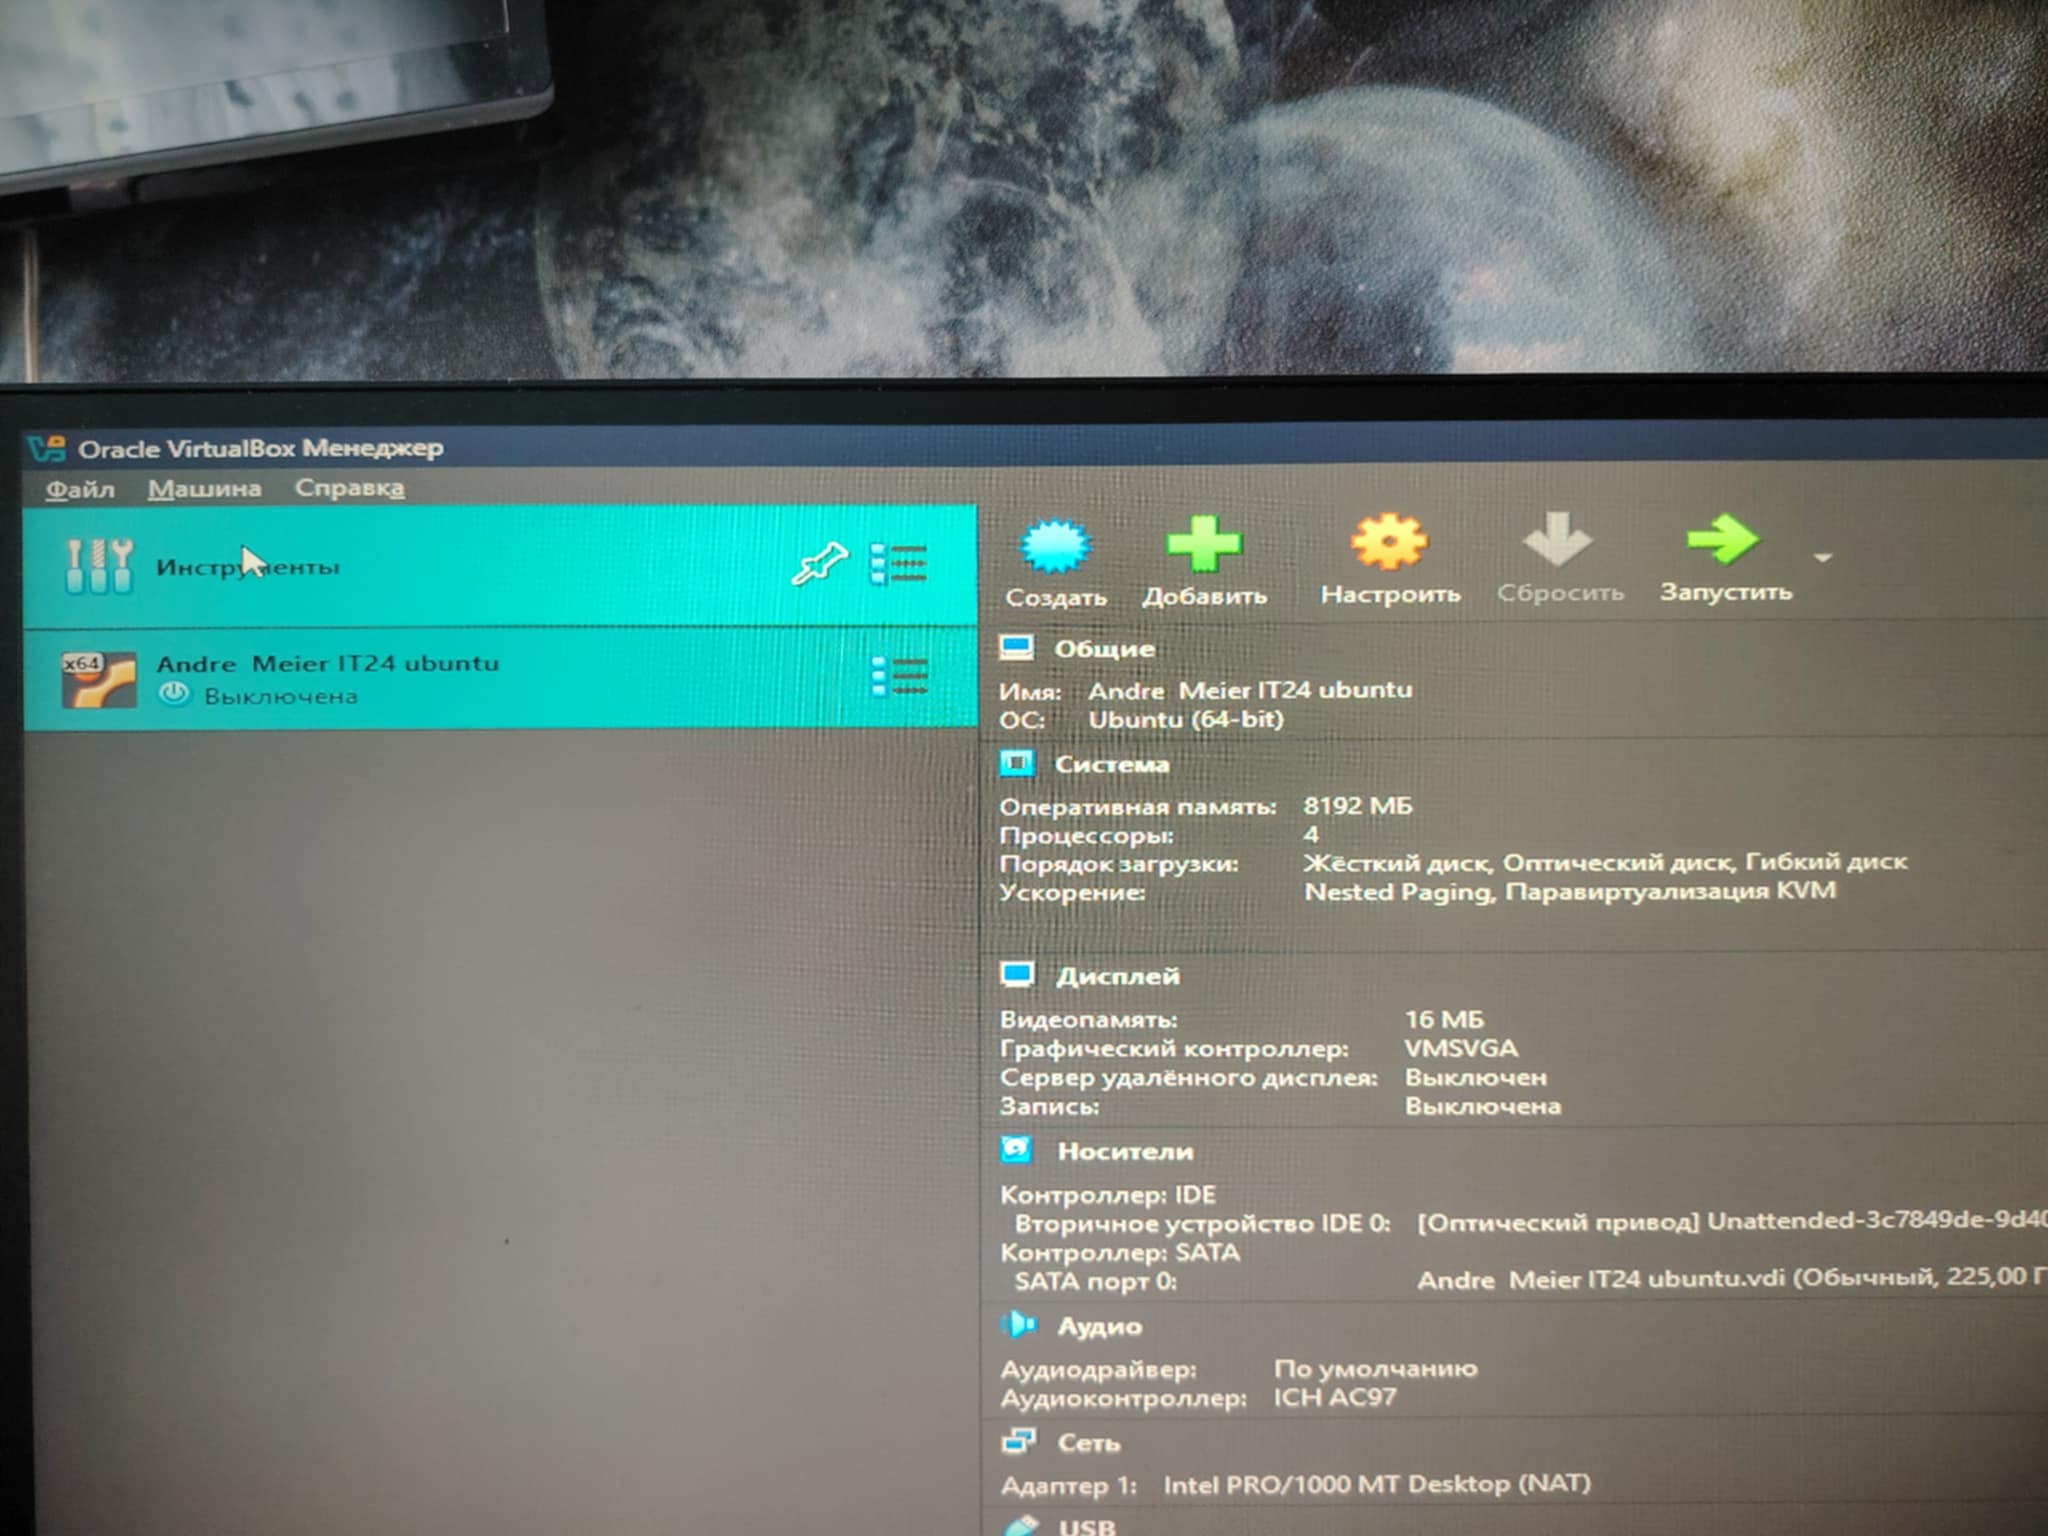 Oracle VirtualBox Менеджер
Файл Машина Справка
Инструменты
x64
Andre Meier IT24 ubuntu
Выключена
Создать Добавить Настроить Сбросить Запустить
Общие
Имя: Andre Meier IT24 ubuntu
ОС: Ubuntu (64-bit)
Система
Оперативная память: 8192 МБ
Процессоры: 4
Порядок загрузки: Жёсткий диск, Оптический диск, Гибкий диск
Ускорение: Nested Paging, Паравиртуализация KVM
Дисплей
Видеопамять: 16 МБ
Графический контроллер: VMSVGA
Сервер удалённого дисплея: Выключен
Запись: Выключена
Носители
Контроллер: IDE
Вторичное устройство IDE 0: [Оптический привод] Unattended-3c7849de-9d40
Контроллер: SATA
SATA порт 0: Andre Meier IT24 ubuntu.vdi (Обычный, 225,00 Г
Аудио
Аудиодрайвер: По умолчанию
Аудиоконтроллер: ICH AC97
Сеть
Адаптер 1: Intel PRO/1000 MT Desktop (NAT)
USB